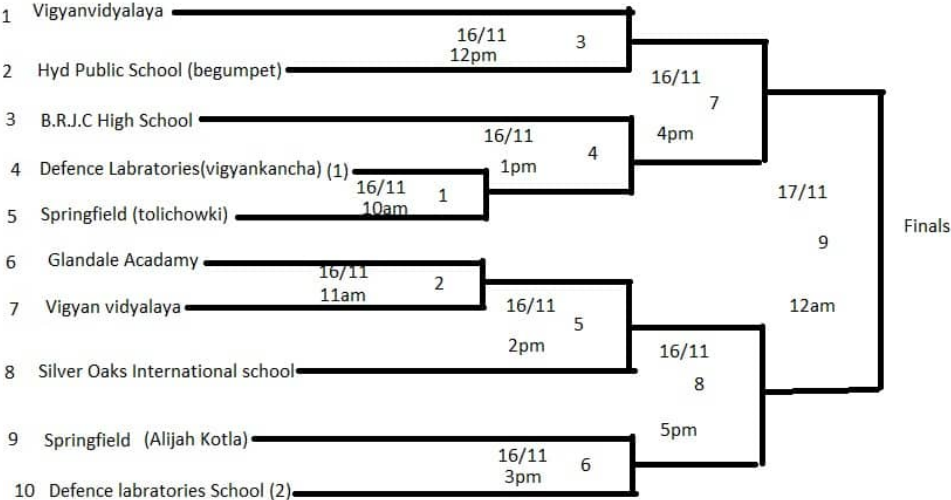 1 Vigyanvidyalaya
16/11 3
12pm
2 Hyd Public School (begumpet)
16/11
7
4pm
3 B.R.J.C High School
16/11
1pm 4
4 Defence Labratories(vigyankancha) (1)
16/11 1
10am
5 Springfield (tolichowki)
17/11
9
12am
Finals
6 Glandale Acadamy
16/11 2
11am
7 Vigyan vidyalaya
16/11
5
2pm
8 Silver Oaks International school
16/11
8
5pm
9 Springfield (Alijah Kotla)
16/11 6
3pm
10 Defence labratories School (2)